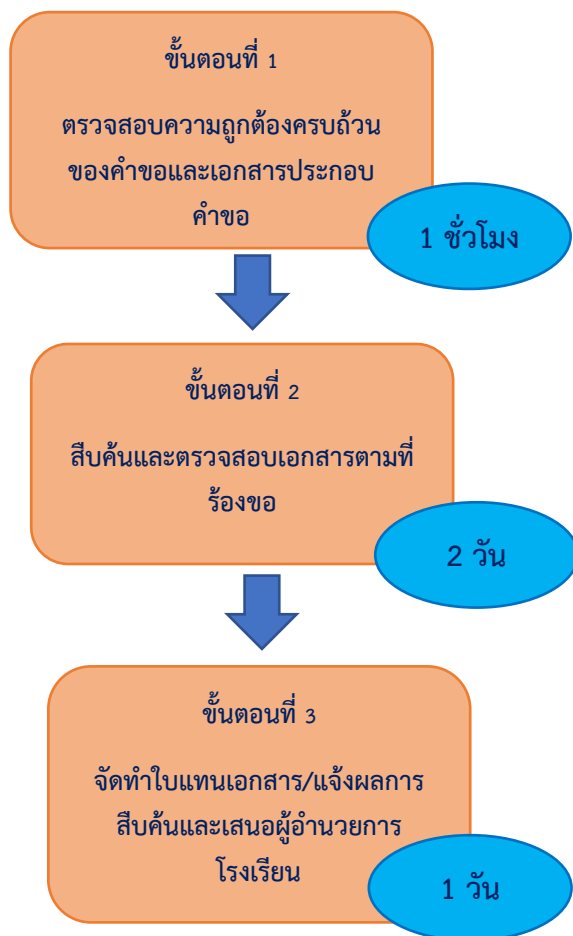 ขั้นตอนที่ 1
ตรวจสอบความถูกต้องครบถ้วน
ของคำขอและเอกสารประกอบ
คำขอ
1 ชั่วโมง
ขั้นตอนที่ 2
สืบค้นและตรวจสอบเอกสารตามที่
ร้องขอ
2 วัน
ขั้นตอนที่ 3
จัดทำใบแทนเอกสาร/แจ้งผลการ
สืบค้นและเสนอผู้อำนวยการ
โรงเรียน
1 วัน